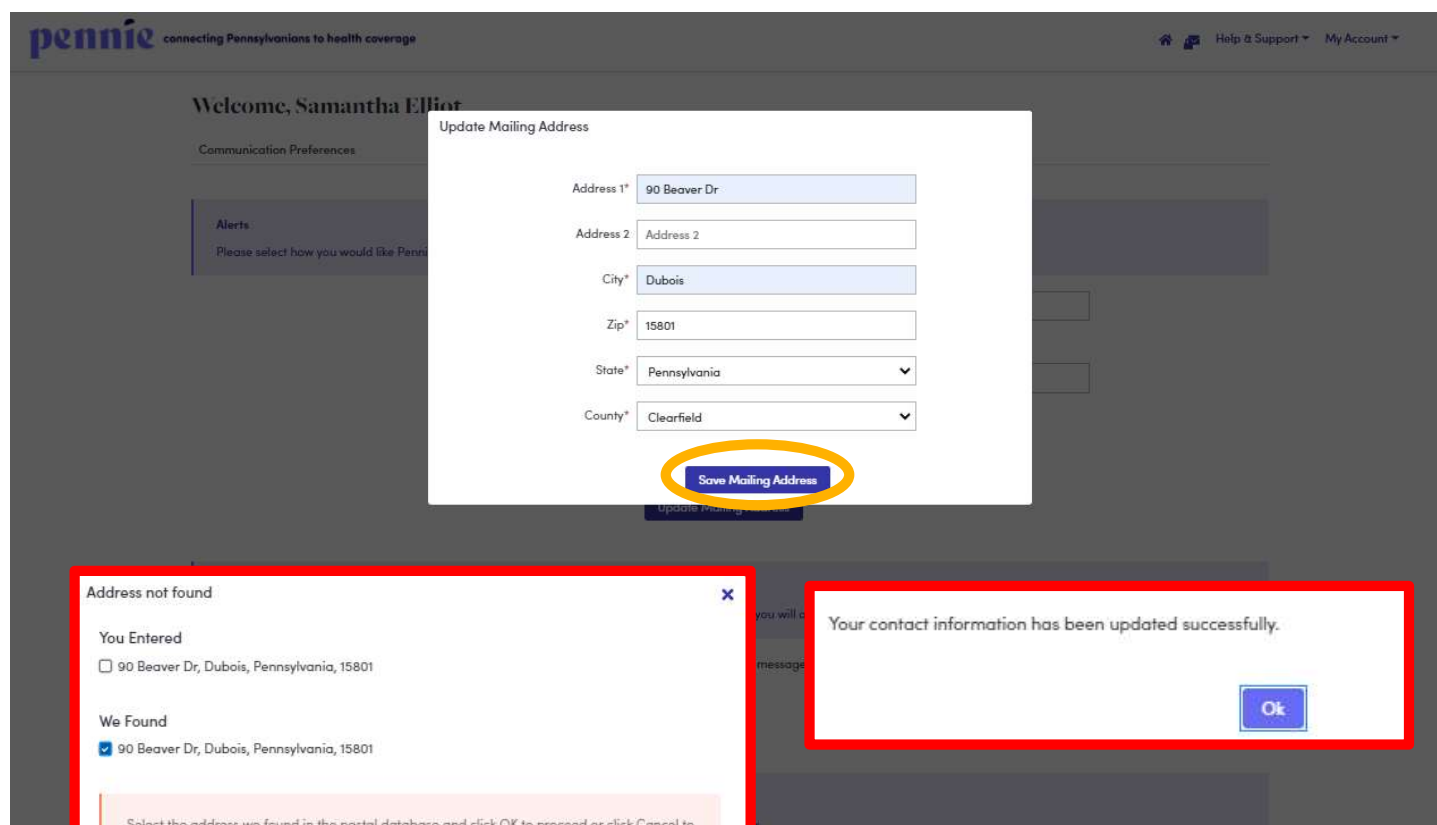 pennie connecting Pennsylvanians to health coverage
Help & Support
My Account
Welcome, Samantha Elliot
Communication Preferences
Alerts
Please select how you would like Penni
Update Mailing Address
Address 1* 90 Beaver Dr
Address 2 Address 2
City* Dubois
Zip* 15801
State* Pennsylvania
County* Clearfield
Save Mailing Address
Update Mailing Address
Address not found
You Entered
90 Beaver Dr, Dubois, Pennsylvania, 15801
We Found
90 Beaver Dr, Dubois, Pennsylvania, 15801
Select the address we found in the postal database and click OK to proceed or click Cancel to
you will
message
Your contact information has been updated successfully.
Ok